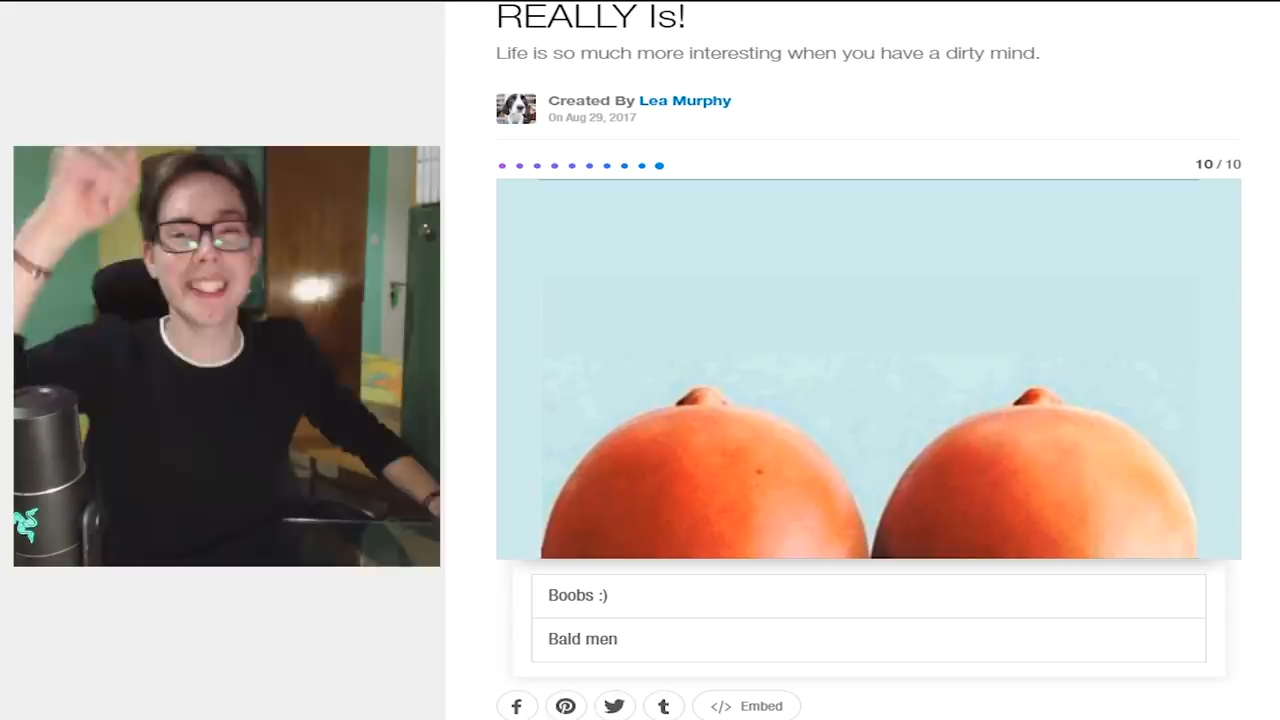 REALLY Is!
Life is so much more interesting when you have a dirty mind.
Created By Lea Murphy
On Aug 29, 2017
10 / 10
Boobs :)
Bald men
</> Embed